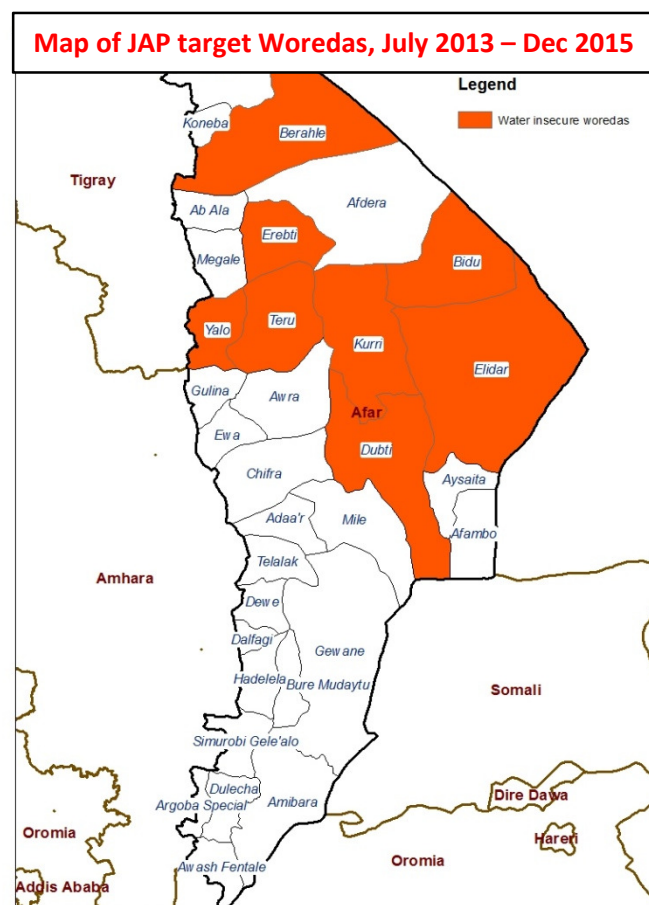 Map of JAP target Woredas, July 2013 – Dec 2015
Legend
Water insecure woredas
Koneba
Berahle
Tigray
Ab Ala
Afdera
Erebti
Megale
Bidu
Yalo
Teru
Kurri
Elidar
Gulina
Awra
Afar
Ewa
Dubti
Chifra
Aysaita
Adaa'r
Mile
Afambo
Telalak
Amhara
Dewe
Dalfagi
Gewane
Hadelela
Bure Mudaytu
Somali
Simurobi Gele'alo
Dulecha
Dire Dawa
Argoba Special
Amibara
Oromia
Hareri
Awash Fentale
Oromia
Addis Ababa